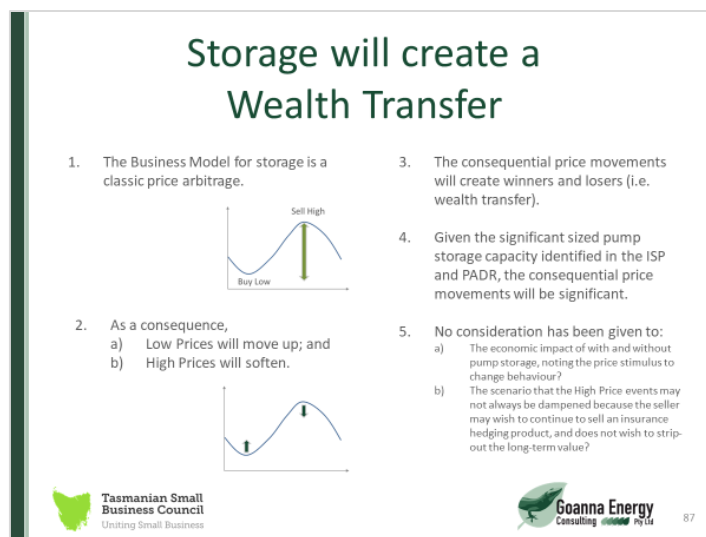 Storage will create a
Wealth Transfer
1. The Business Model for storage is a
classic price arbitrage.
Sell High
Buy Low
2. As a consequence,
a) Low Prices will move up; and
b) High Prices will soften.
3. The consequential price movements
will create winners and losers (i.e.
wealth transfer).
4. Given the significant sized pump
storage capacity identified in the ISP
and PADR, the consequential price
movements will be significant.
5. No consideration has been given to:
a) The economic impact of with and without
pump storage, noting the price stimulus to
change behaviour?
b) The scenario that the High Price events may
not always be dampened because the seller
may wish to continue to sell an insurance
hedging product, and does not wish to strip-
out the long-term value?
Tasmanian Small
Business Council
Uniting Small Business
Goanna Energy
Consulting Pty Ltd
87